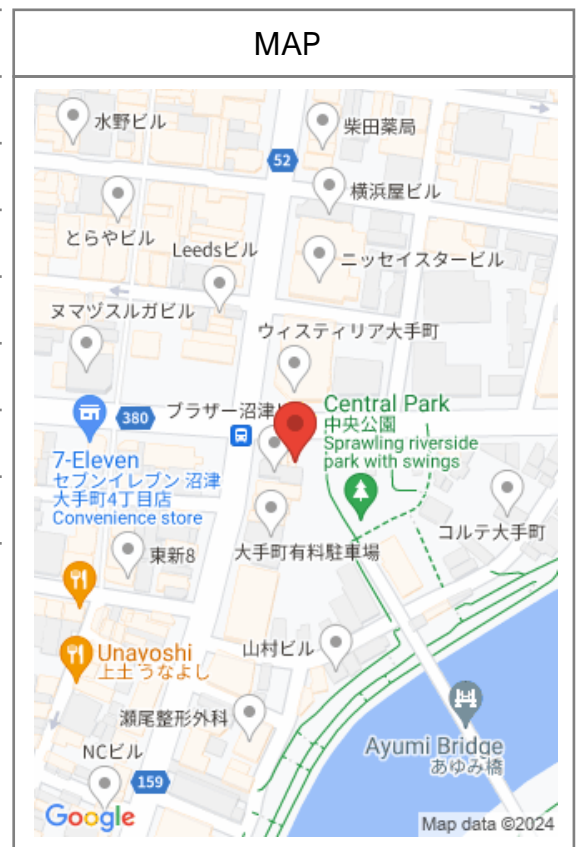 MAP
水野ビル
柴田薬局
52
横浜屋ビル
とらやビル
Leedsビル
ニッセイスタービル
ヌマヅスルガビル
ウィスティリア大手町
ブラザー沼津
Central Park
中央公園
Sprawling riverside
park with swings
380
7-Eleven
セブンイレブン 沼津
大手町4丁目店
Convenience store
コルテ大手町
東新8
大手町有料駐車場
山村ビル
Unayoshi
上土 うなよし
瀬尾整形外科
Ayumi Bridge
あゆみ橋
NCビル
159
Google
Map data ©2024